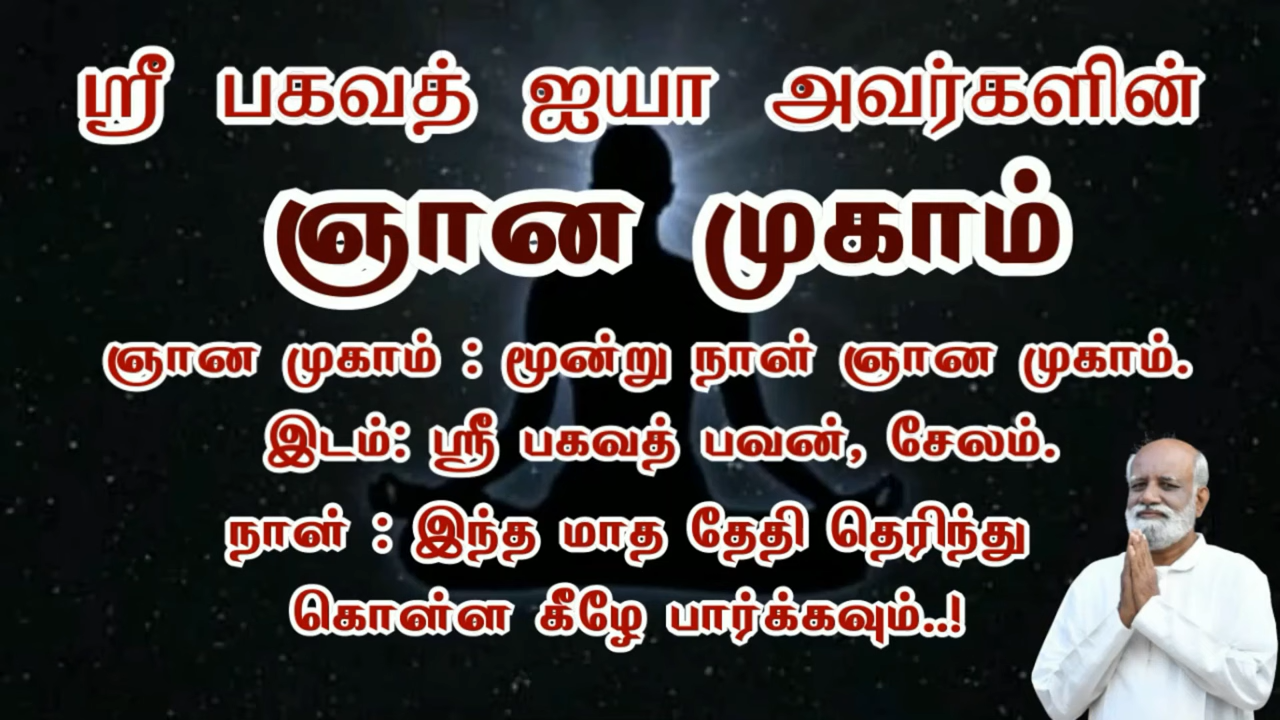 ஸ்ரீ பகவத் ஐயா அவர்களின்
ஞான முகாம்
ஞான முகாம் : மூன்று நாள் ஞான முகாம்.
இடம்: ஸ்ரீ பகவத் பவன், சேலம்.
நாள் : இந்த மாத தேதி தெரிந்து
கொள்ள கீழே பார்க்கவும்..!